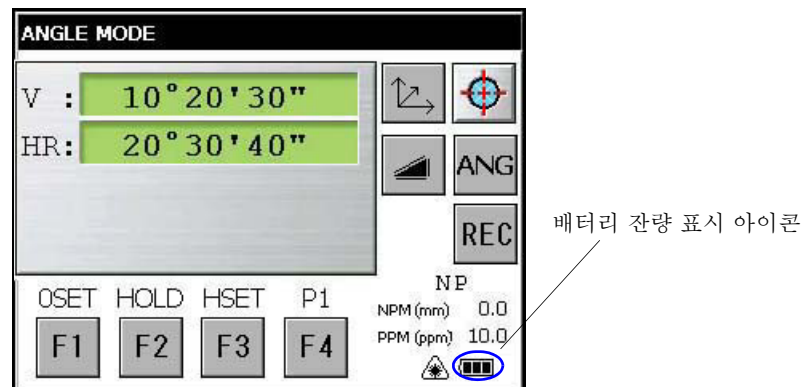 ANGLE MODE
V : 10°20'30"
HR: 20°30'40"
ANG
REC
배터리 잔량 표시 아이콘
0SET HOLD HSET P1
F1 F2 F3 F4
NP
NPM (mm) 0.0
PPM (ppm) 10.0